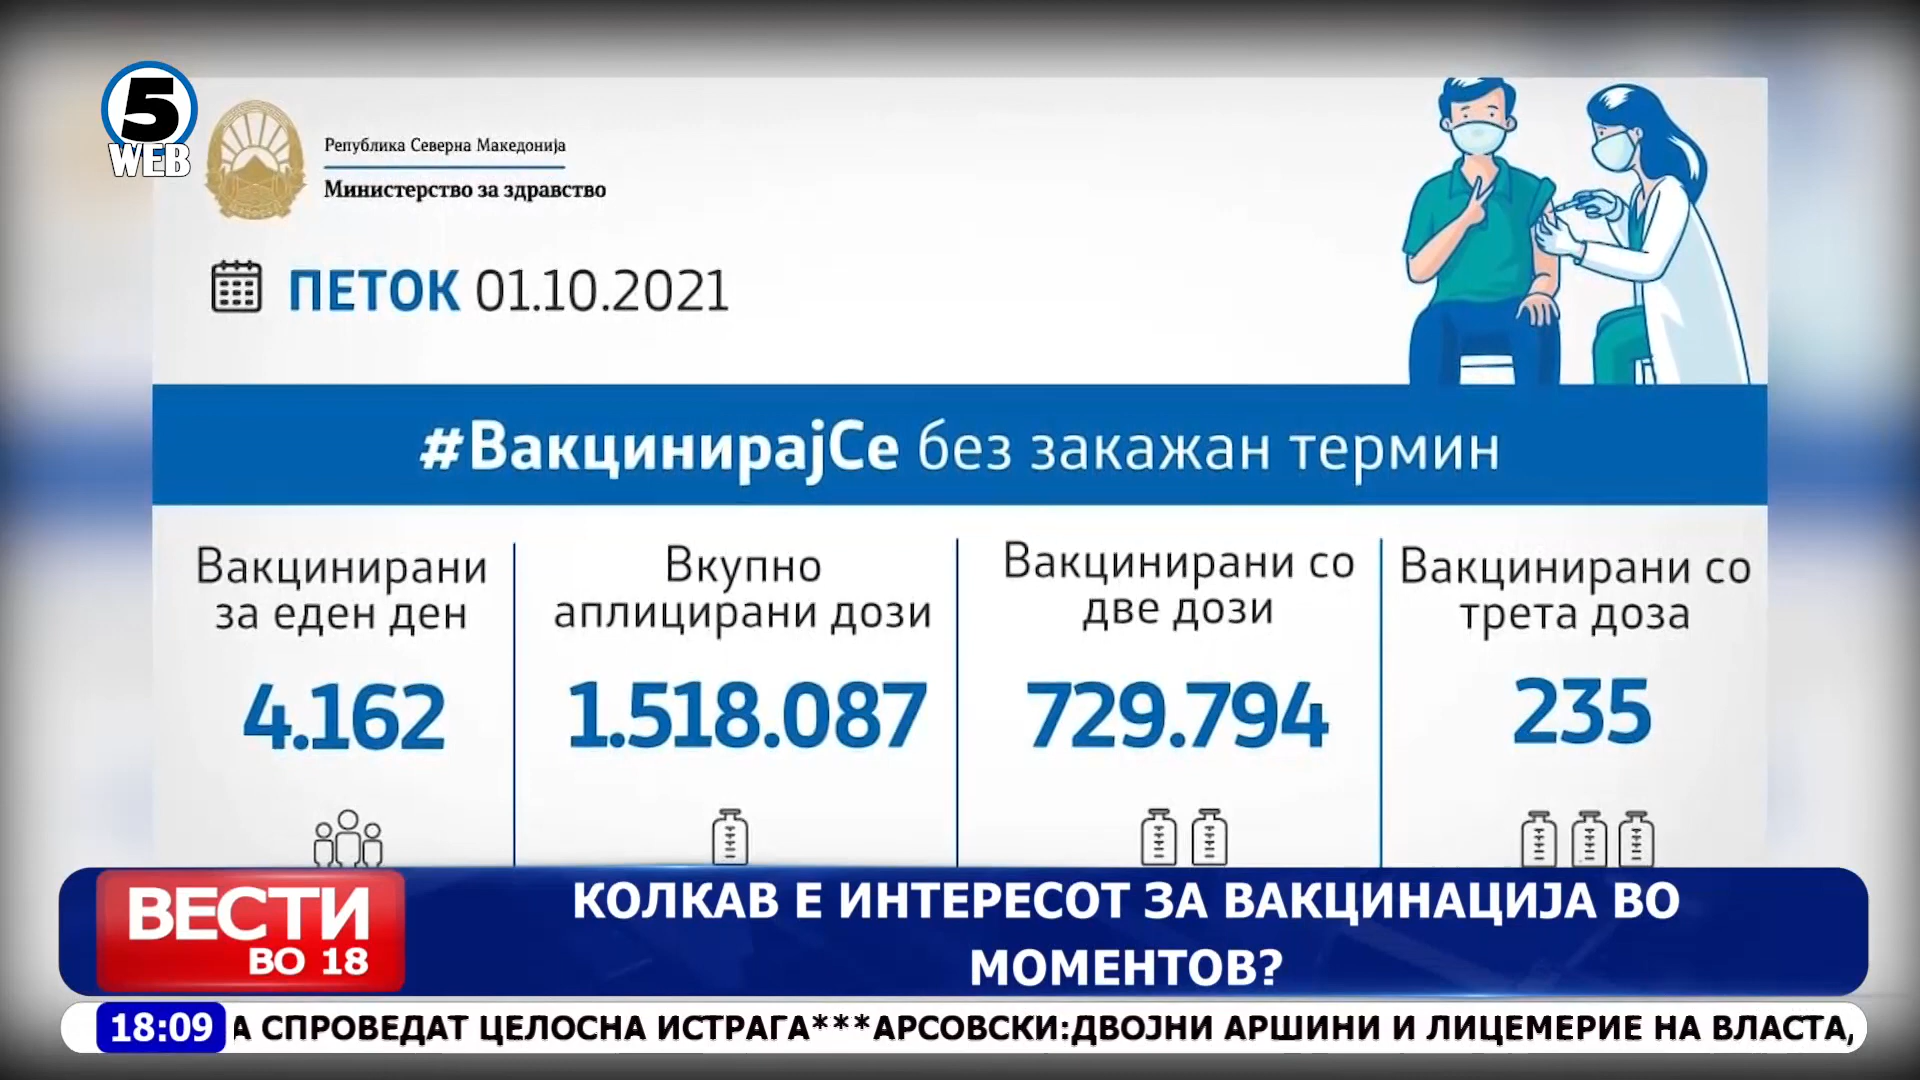 5
WEB
Република Северна Македонија
Министерство за здравство
ПЕТОК 01.10.2021
#ВакцинирајСе без закажан термин
Вакцинирани
за еден ден
4.162
Вкупно
аплицирани дози
1.518.087
Вакцинирани со
две дози
729.794
Вакцинирани со
трета доза
235
ВЕСТИ
ВО 18
КОЛКАВ Е ИНТЕРЕСОТ ЗА ВАКЦИНАЦИЈА ВО
МОМЕНТОВ?
18:09
А СПРОВЕДАТ ЦЕЛОСНА ИСТРАГА***АРСОВСКИ:ДВОЈНИ АРШИНИ И ЛИЦЕМЕРИЕ НА ВЛАСТА,